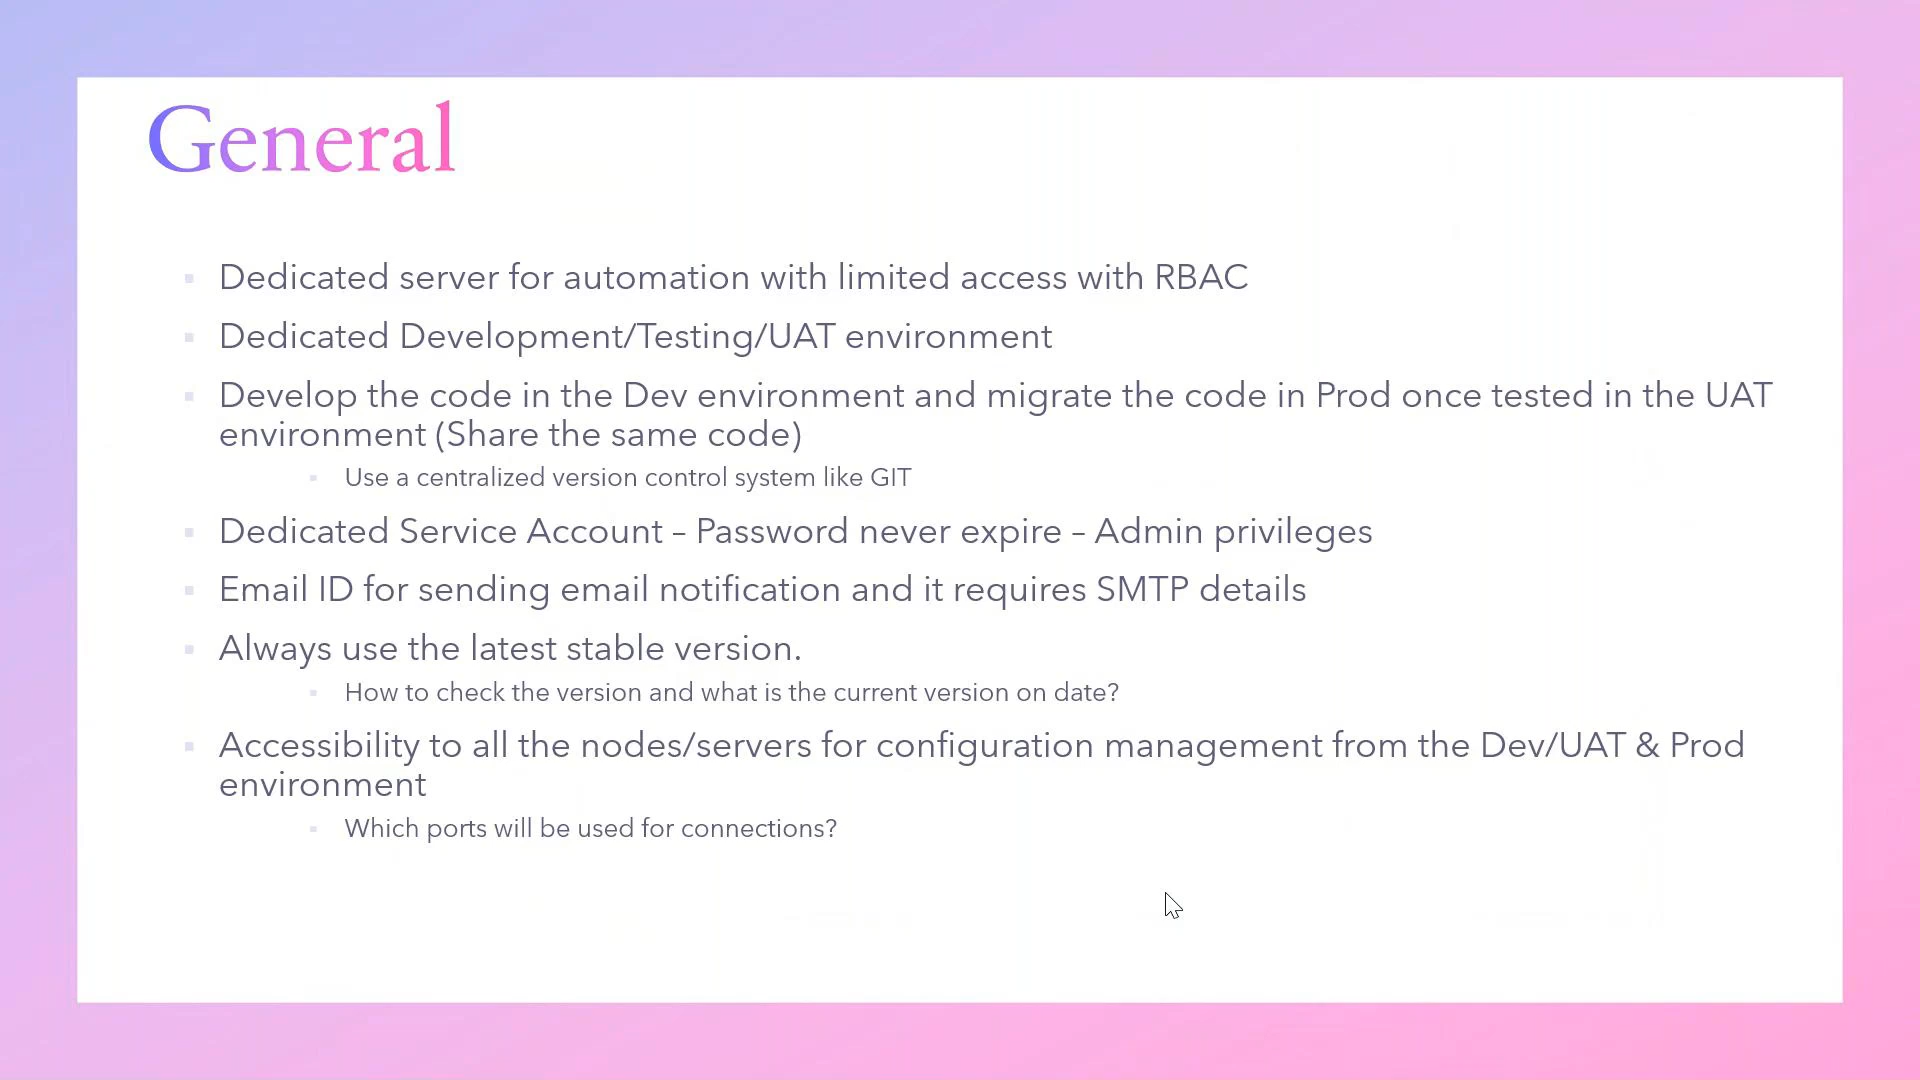 General
Dedicated server for automation with limited access with RBAC
Dedicated Development/Testing/UAT environment
Develop the code in the Dev environment and migrate the code in Prod once tested in the UAT
environment (Share the same code)
Use a centralized version control system like GIT
Dedicated Service Account – Password never expire – Admin privileges
Email ID for sending email notification and it requires SMTP details
Always use the latest stable version.
How to check the version and what is the current version on date?
Accessibility to all the nodes/servers for configuration management from the Dev/UAT & Prod
environment
Which ports will be used for connections?